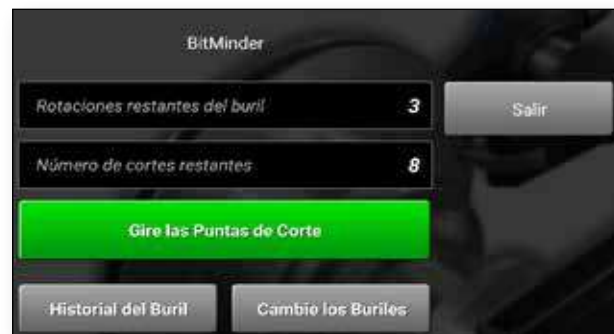 BitMinder
Rotaciones restantes del buril 3
Salir
Número de cortes restantes 8
Gire las Puntas de Corte
Historial del Buril
Cambie los Buriles